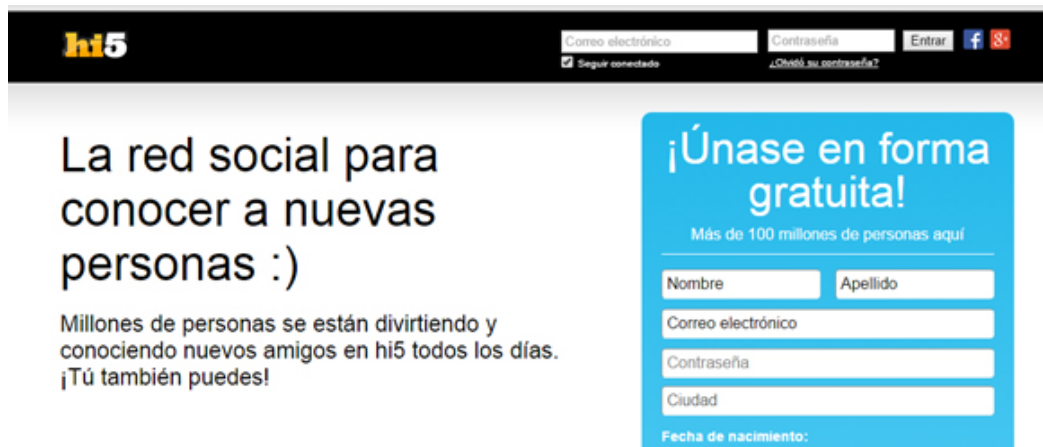 hi5
Correo electrónico
Contraseña
Entrar
Seguir conectado
¿Olvidó su contraseña?
La red social para
conocer a nuevas
personas :)
Millones de personas se están divirtiendo y
conociendo nuevos amigos en hi5 todos los días.
¡Tú también puedes!
¡Únase en forma
gratuita!
Más de 100 millones de personas aquí
Nombre
Apellido
Correo electrónico
Contraseña
Ciudad
Fecha de nacimiento: